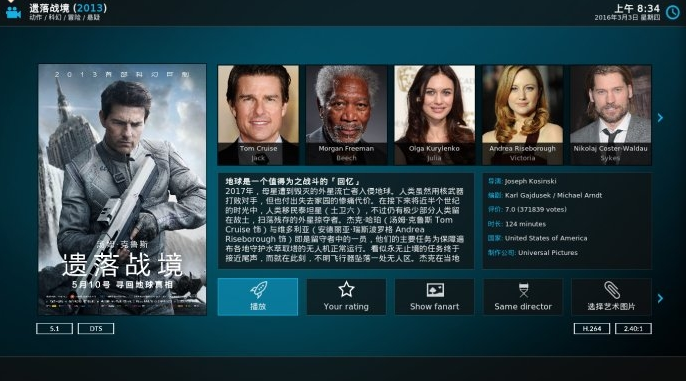 遗落战境 (2013)
动作 / 科幻 / 冒险 / 悬疑
上午 8:34
2016年3月3日 星期四
2013首部科幻巨制
汤姆·克鲁斯
遗落战境
5月10号 寻回地球真相
Tom Cruise
Jack
Morgan Freeman
Beech
Olga Kurylenko
Julia
Andrea Riseborough
Victoria
Nikolaj Coster-Waldau
Sykes
地球是一个值得为之战斗的「回忆」
2017年，母星遭到毁灭的外星流亡者入侵地球。人类虽然用核武器
打败对手，但也付出失去家园的惨痛代价。在接下来将近半个世纪
的时光中，人类移民泰坦星（土卫六），不过仍有极少部分人类留
在故土，扫荡残存的外星掠夺者。杰克·哈珀（汤姆·克鲁斯 Tom
Cruise 饰）与维多利亚（安德丽亚·瑞斯波罗格 Andrea
Riseborough 饰）即是留守者中的一员，他们的主要任务为保障遍
布各地守护水萃取塔的无人机正常运行。看似永无止境的任务终于
接近尾声，而就在此刻，不明飞行器坠落一处无人区。杰克在当地
导演: Joseph Kosinski
编剧: Karl Gajdusek / Michael Arndt
评价: 7.0 (371839 votes)
时长: 124 minutes
国家: United States of America
制作公司: Universal Pictures
播放
Your rating
Show fanart
Same director
选择艺术图片
5.1
DTS
H.264
2.40:1